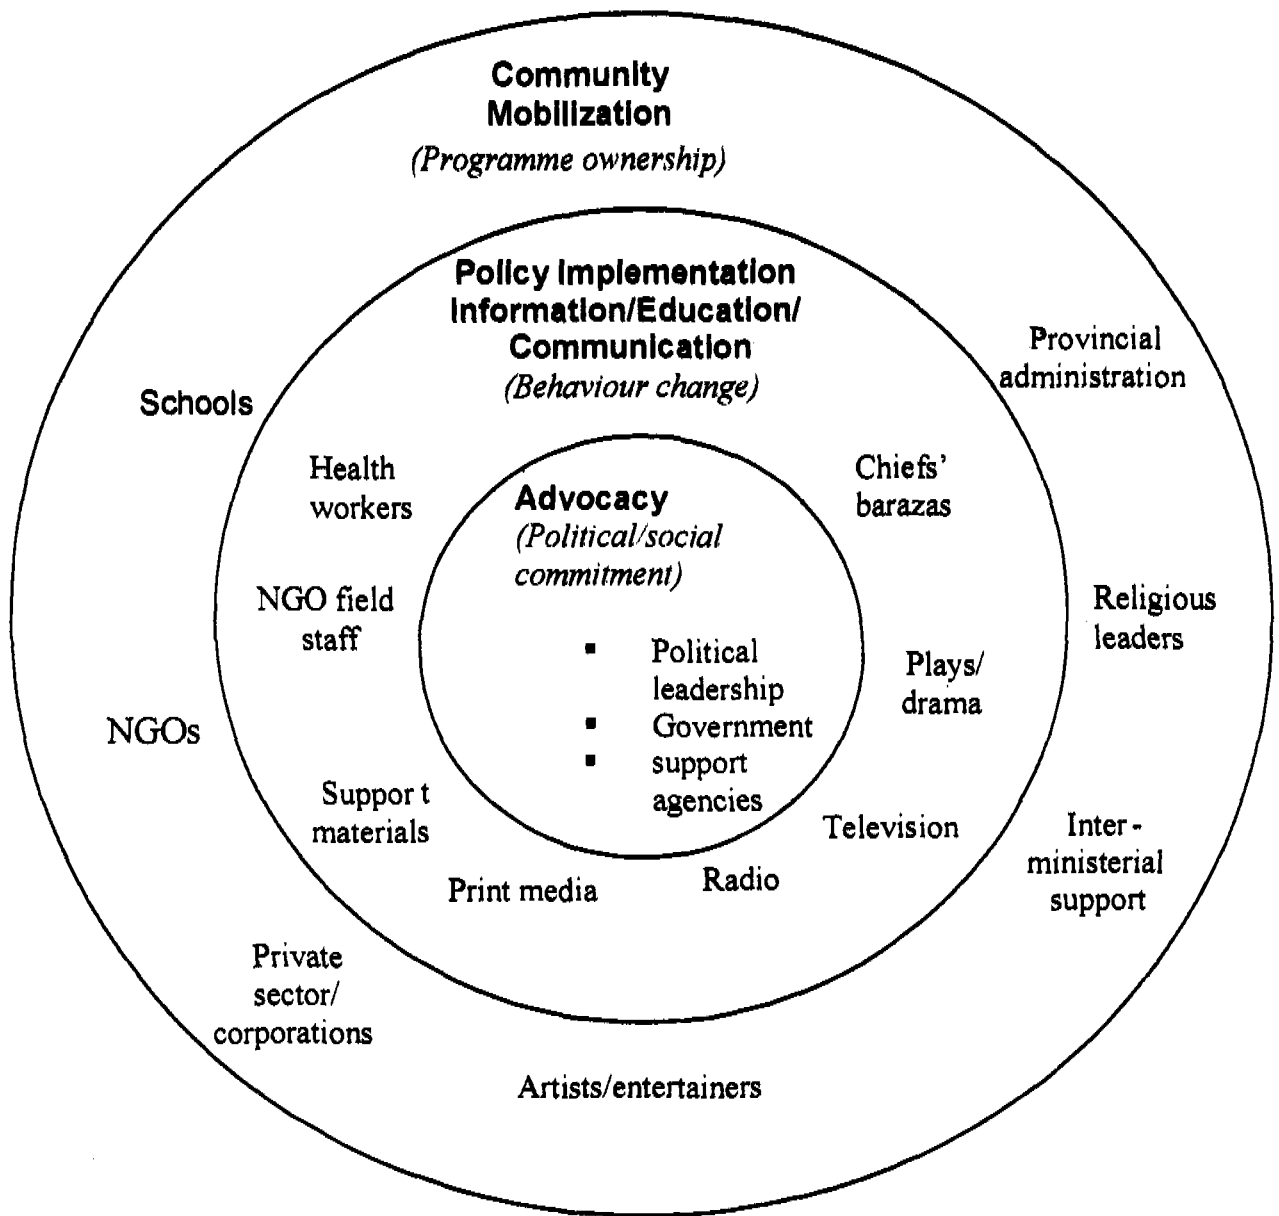 Community
Mobilization
(Programme ownership)
Policy Implementation
Information/Education/
Communication
(Behaviour change)
Provincial
administration
Schools
Health
workers
Chiefs'
barazas
Advocacy
(Political/social
commitment)
NGO field
staff
Religious
leaders
▪ Political
leadership
▪ Government
▪ support
agencies
Plays/
drama
NGOs
Support
materials
Television
Inter-
ministerial
support
Print media
Radio
Private
sector/
corporations
Artists/entertainers